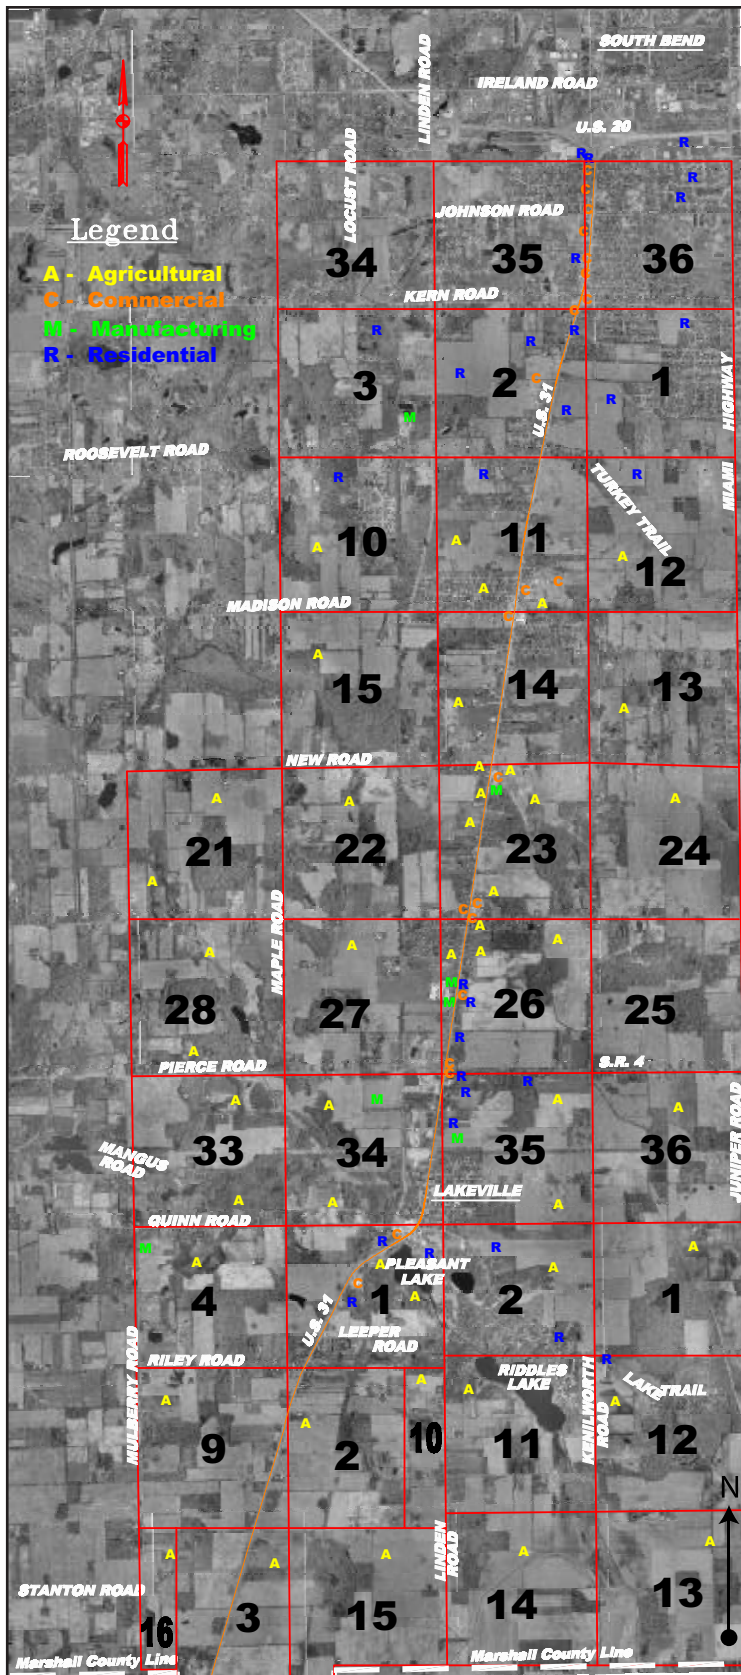 SOUTH BEND
LINDEN ROAD
IRELAND ROAD
U.S. 20
R
R R
R
R
C
C
LOCUST ROAD
JOHNSON ROAD
C
Legend
A - Agricultural
C - Commercial
M - Manufacturing
R - Residential
34
35
36
C
R
C
C
KERN ROAD
C
C
R
R
R
R
3
2
1
R
C
R
R
M
U.S. 31
HIGHWAY
MIAMI
ROOSEVELT ROAD
R
R
R
TURKEY TRAIL
10
11
12
A
A
A
A
C
C
A
MADISON ROAD
C
A
15
14
13
A
A
NEW ROAD
A
A
C
M
A
A
A
A
A
A
21
22
23
24
A
A
C
C
C
MAPLE ROAD
A
A
A
A
A
A
M
R
C
M
R
28
27
26
25
R
A
PIERCE ROAD
S.R. 4
C
C
R
R
R
A
A
M
A
A
R
M
33
34
35
36
MANGUS
ROAD
JUNIPER ROAD
LAKEVILLE
A
A
A
QUINN ROAD
C
R
M
R
R
A
A
A
PLEASANT
LAKE
A
C
R
A
4
1
2
1
U.S. 31
LEEPER
ROAD
R
MULBERRY ROAD
RILEY ROAD
RIDDLES
LAKE
KENILWORTH
ROAD
R
LAKE TRAIL
A
A
A
A
A
9
2
10
11
12
N
LINDEN
ROAD
A
A
A
A
A
STANTON ROAD
16
3
15
14
13
Marshall County Line
Marshall County Line